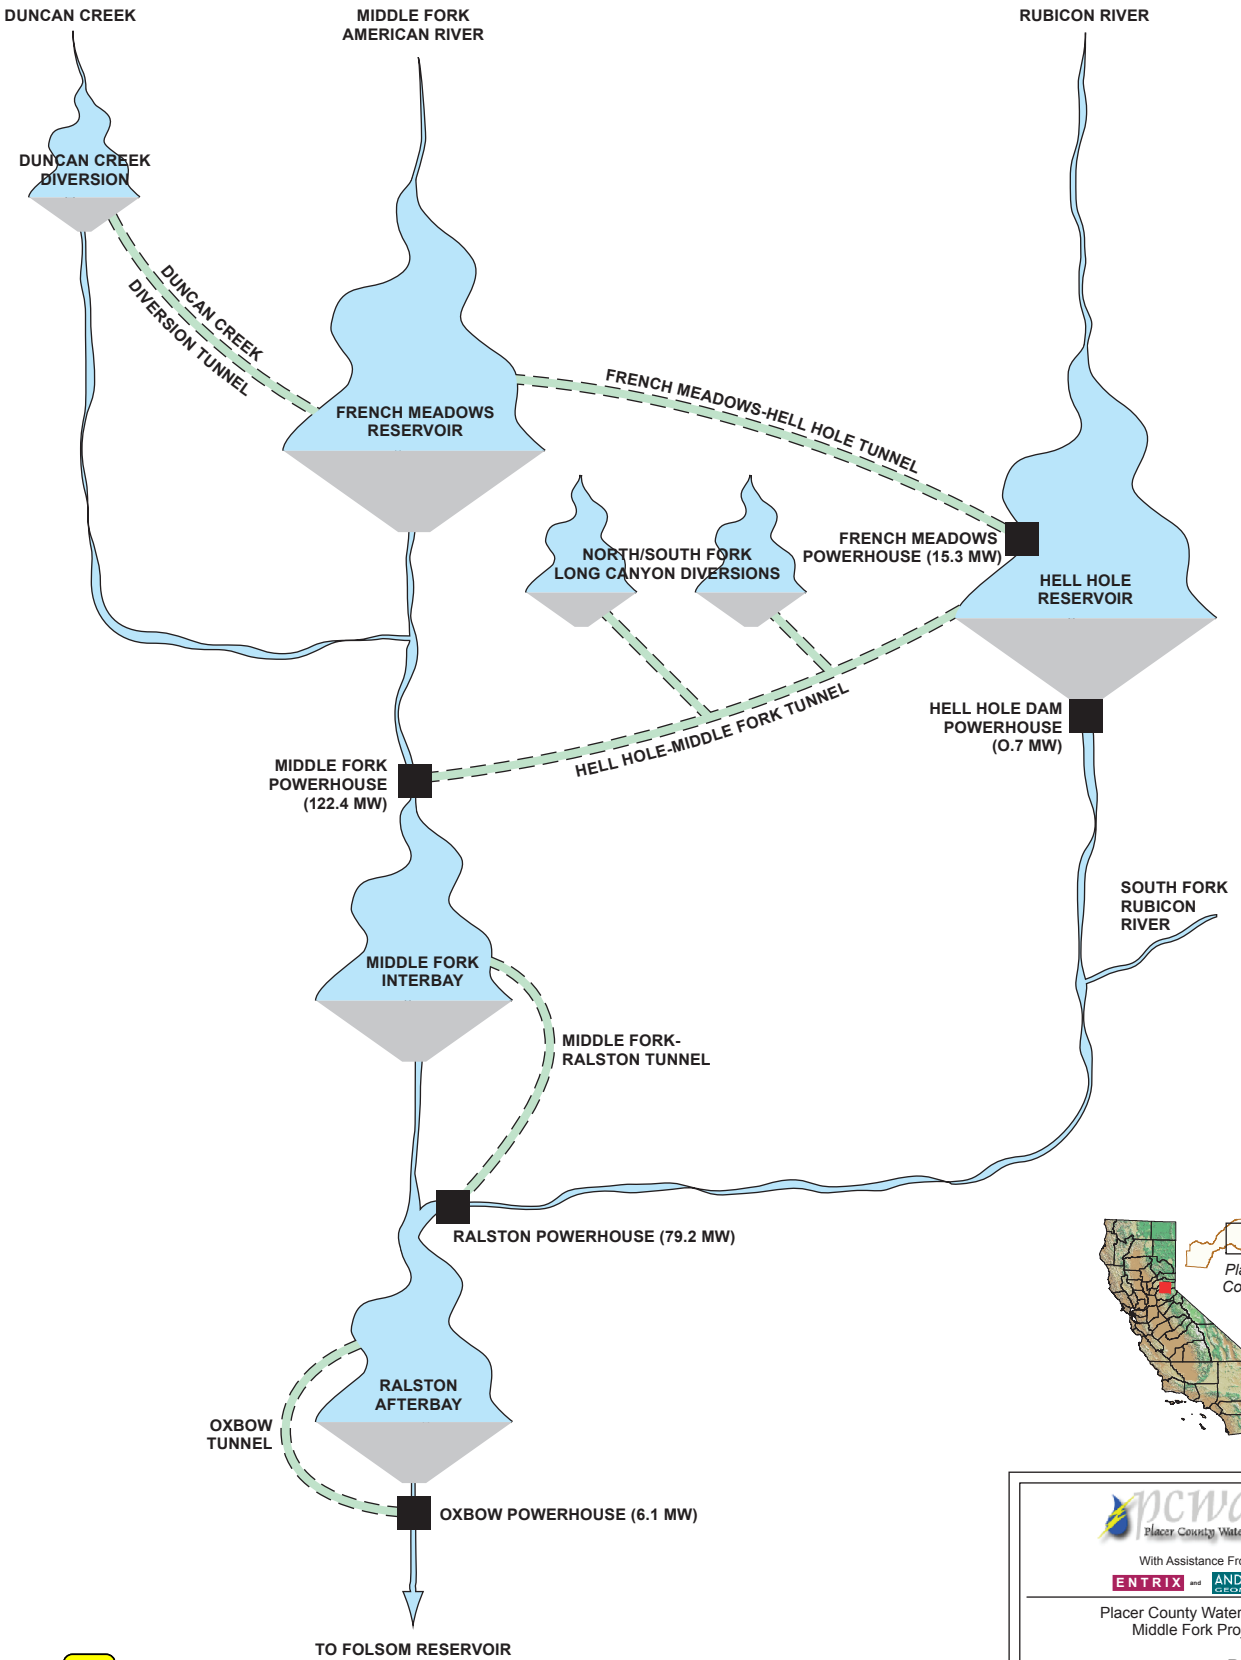 DUNCAN CREEK
MIDDLE FORK
AMERICAN RIVER
RUBICON RIVER
DUNCAN CREEK
DIVERSION
DUNCAN CREEK
DIVERSION TUNNEL
FRENCH MEADOWS
RESERVOIR
FRENCH MEADOWS-HELL HOLE TUNNEL
NORTH/SOUTH FORK
LONG CANYON DIVERSIONS
FRENCH MEADOWS
POWERHOUSE (15.3 MW)
HELL HOLE
RESERVOIR
HELL HOLE-MIDDLE FORK TUNNEL
HELL HOLE DAM
POWERHOUSE
(O.7 MW)
MIDDLE FORK
POWERHOUSE
(122.4 MW)
SOUTH FORK
RUBICON
RIVER
MIDDLE FORK
INTERBAY
MIDDLE FORK-
RALSTON TUNNEL
RALSTON POWERHOUSE (79.2 MW)
RALSTON
AFTERBAY
OXBOW
TUNNEL
OXBOW POWERHOUSE (6.1 MW)
TO FOLSOM RESERVOIR
pcw
Placer County
With Assistance
ENTRIX and
Placer County Water
Middle Fork